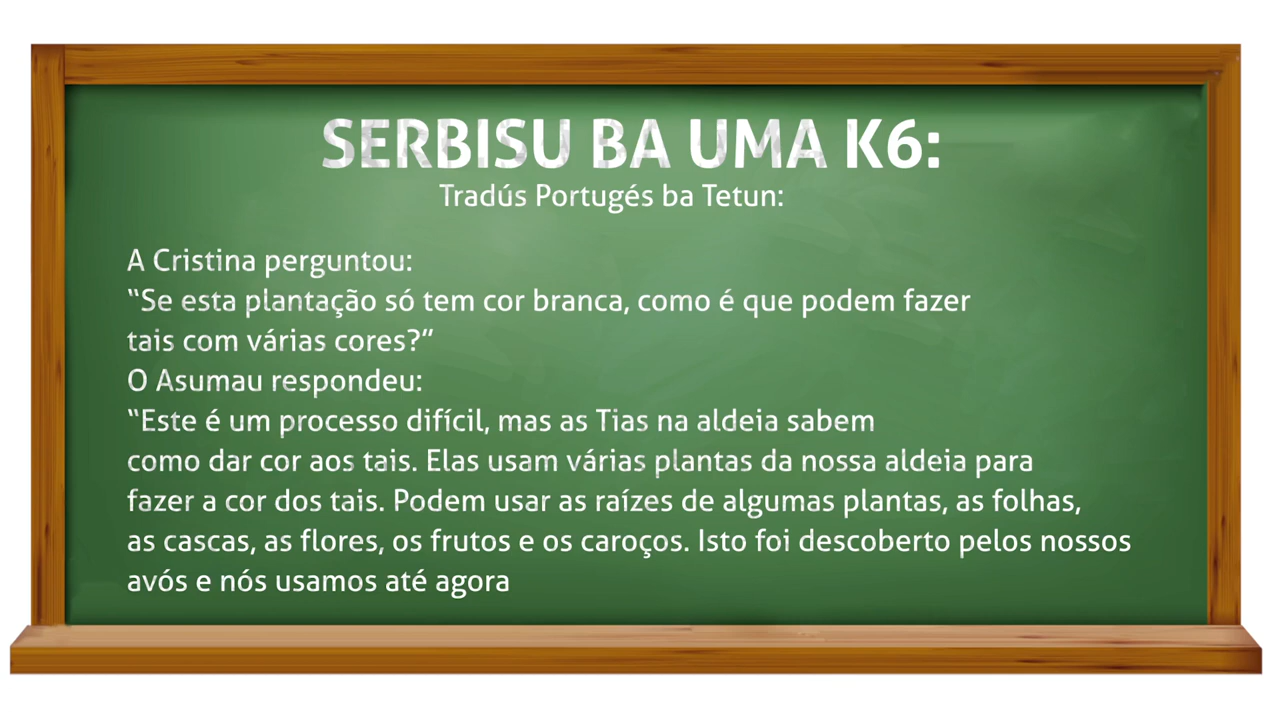 SERBISU BA UMA K6:
Tradús Portugés ba Tetun:
A Cristina perguntou:
“Se esta plantação só tem cor branca, como é que podem fazer
tais com várias cores?”
O Asumau respondeu:
“Este é um processo difícil, mas as Tias na aldeia sabem
como dar cor aos tais. Elas usam várias plantas da nossa aldeia para
fazer a cor dos tais. Podem usar as raízes de algumas plantas, as folhas,
as cascas, as flores, os frutos e os caroços. Isto foi descoberto pelos nossos
avós e nós usamos até agora